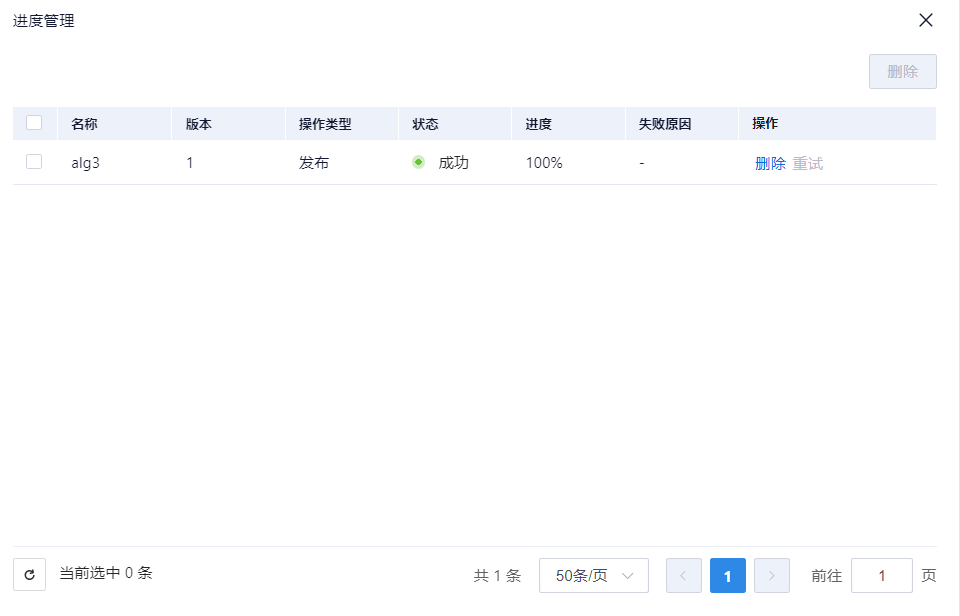 进度管理
删除
名称 版本 操作类型 状态 进度 失败原因 操作
alg3 1 发布 成功 100% - 删除 重试
当前选中 0 条 共 1 条 50条/页 1 前往 1 页